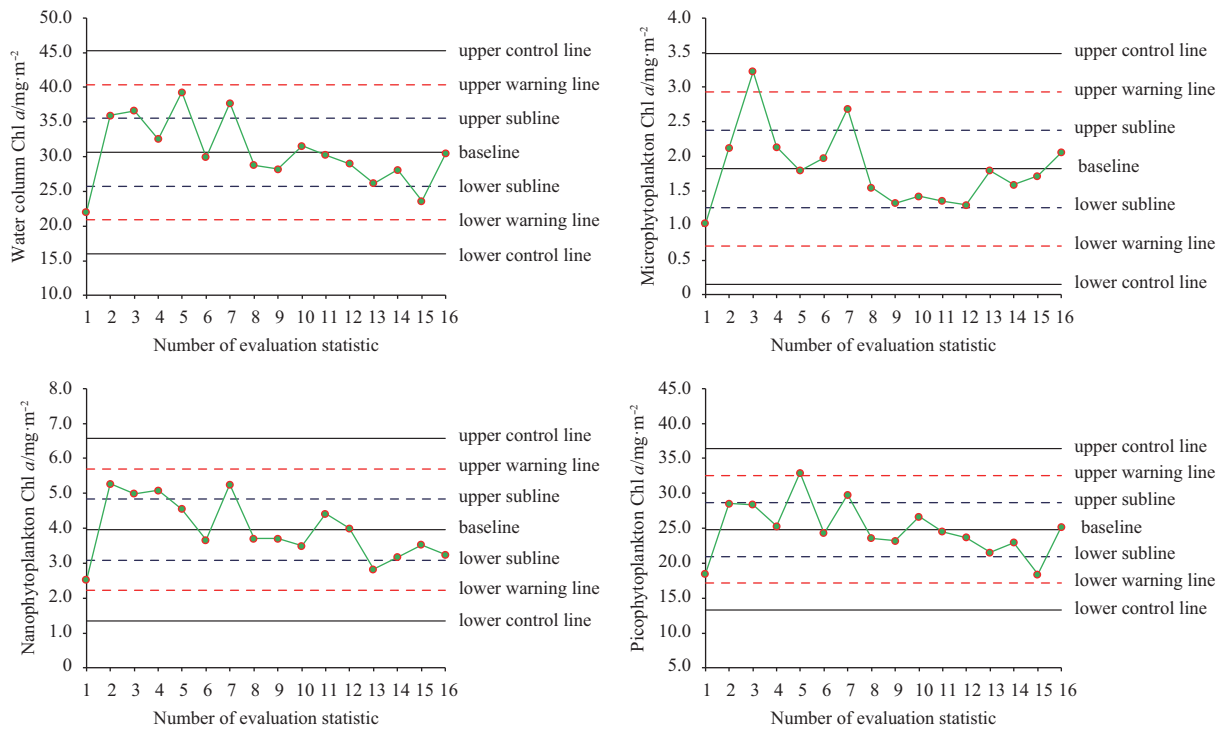 Water column Chl a/mg·m⁻²
50.0
45.0
40.0
35.0
30.0
25.0
20.0
15.0
10.0
upper control line
upper warning line
upper subline
baseline
lower subline
lower warning line
lower control line
1 2 3 4 5 6 7 8 9 10 11 12 13 14 15 16
Number of evaluation statistic
Microphytoplankton Chl a/mg·m⁻²
4.0
3.5
3.0
2.5
2.0
1.5
1.0
0.5
0
upper control line
upper warning line
upper subline
baseline
lower subline
lower warning line
lower control line
1 2 3 4 5 6 7 8 9 10 11 12 13 14 15 16
Number of evaluation statistic
Nanophytoplankton Chl a/mg·m⁻²
8.0
7.0
6.0
5.0
4.0
3.0
2.0
1.0
0
upper control line
upper warning line
upper subline
baseline
lower subline
lower warning line
lower control line
1 2 3 4 5 6 7 8 9 10 11 12 13 14 15 16
Number of evaluation statistic
Picophytoplankton Chl a/mg·m⁻²
45.0
40.0
35.0
30.0
25.0
20.0
15.0
10.0
5.0
upper control line
upper warning line
upper subline
baseline
lower subline
lower warning line
lower control line
1 2 3 4 5 6 7 8 9 10 11 12 13 14 15 16
Number of evaluation statistic